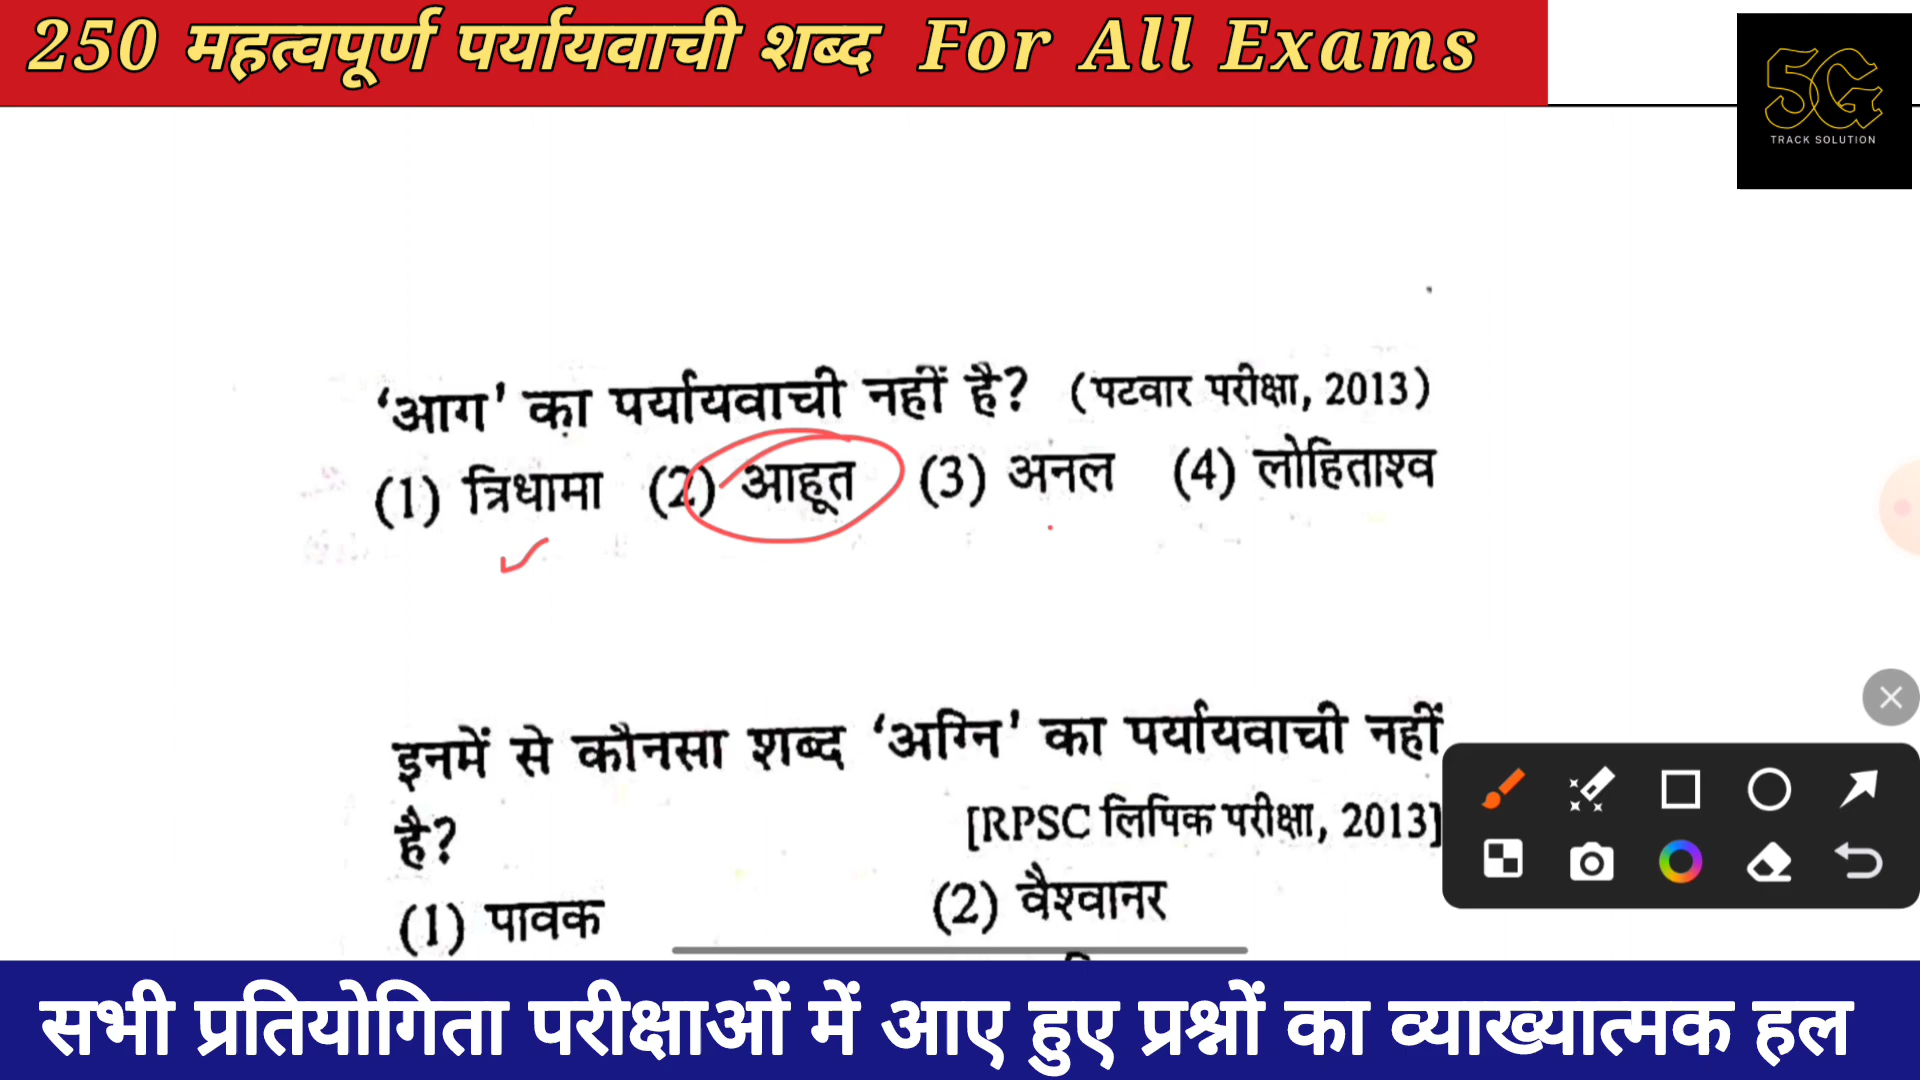 250 महत्वपूर्ण पर्यायवाची शब्द For All Exams
5G
TRACK SOLUTION
‘आग’ का पर्यायवाची नहीं है? (पटवार परीक्षा, 2013)
(1) त्रिधामा (2) आहूत (3) अनल (4) लोहिताश्व
इनमें से कौनसा शब्द ‘अग्नि’ का पर्यायवाची नहीं
है? [RPSC लिपिक परीक्षा, 2013]
(1) पावक (2) वैश्वानर
सभी प्रतियोगिता परीक्षाओं में आए हुए प्रश्नों का व्याख्यात्मक हल